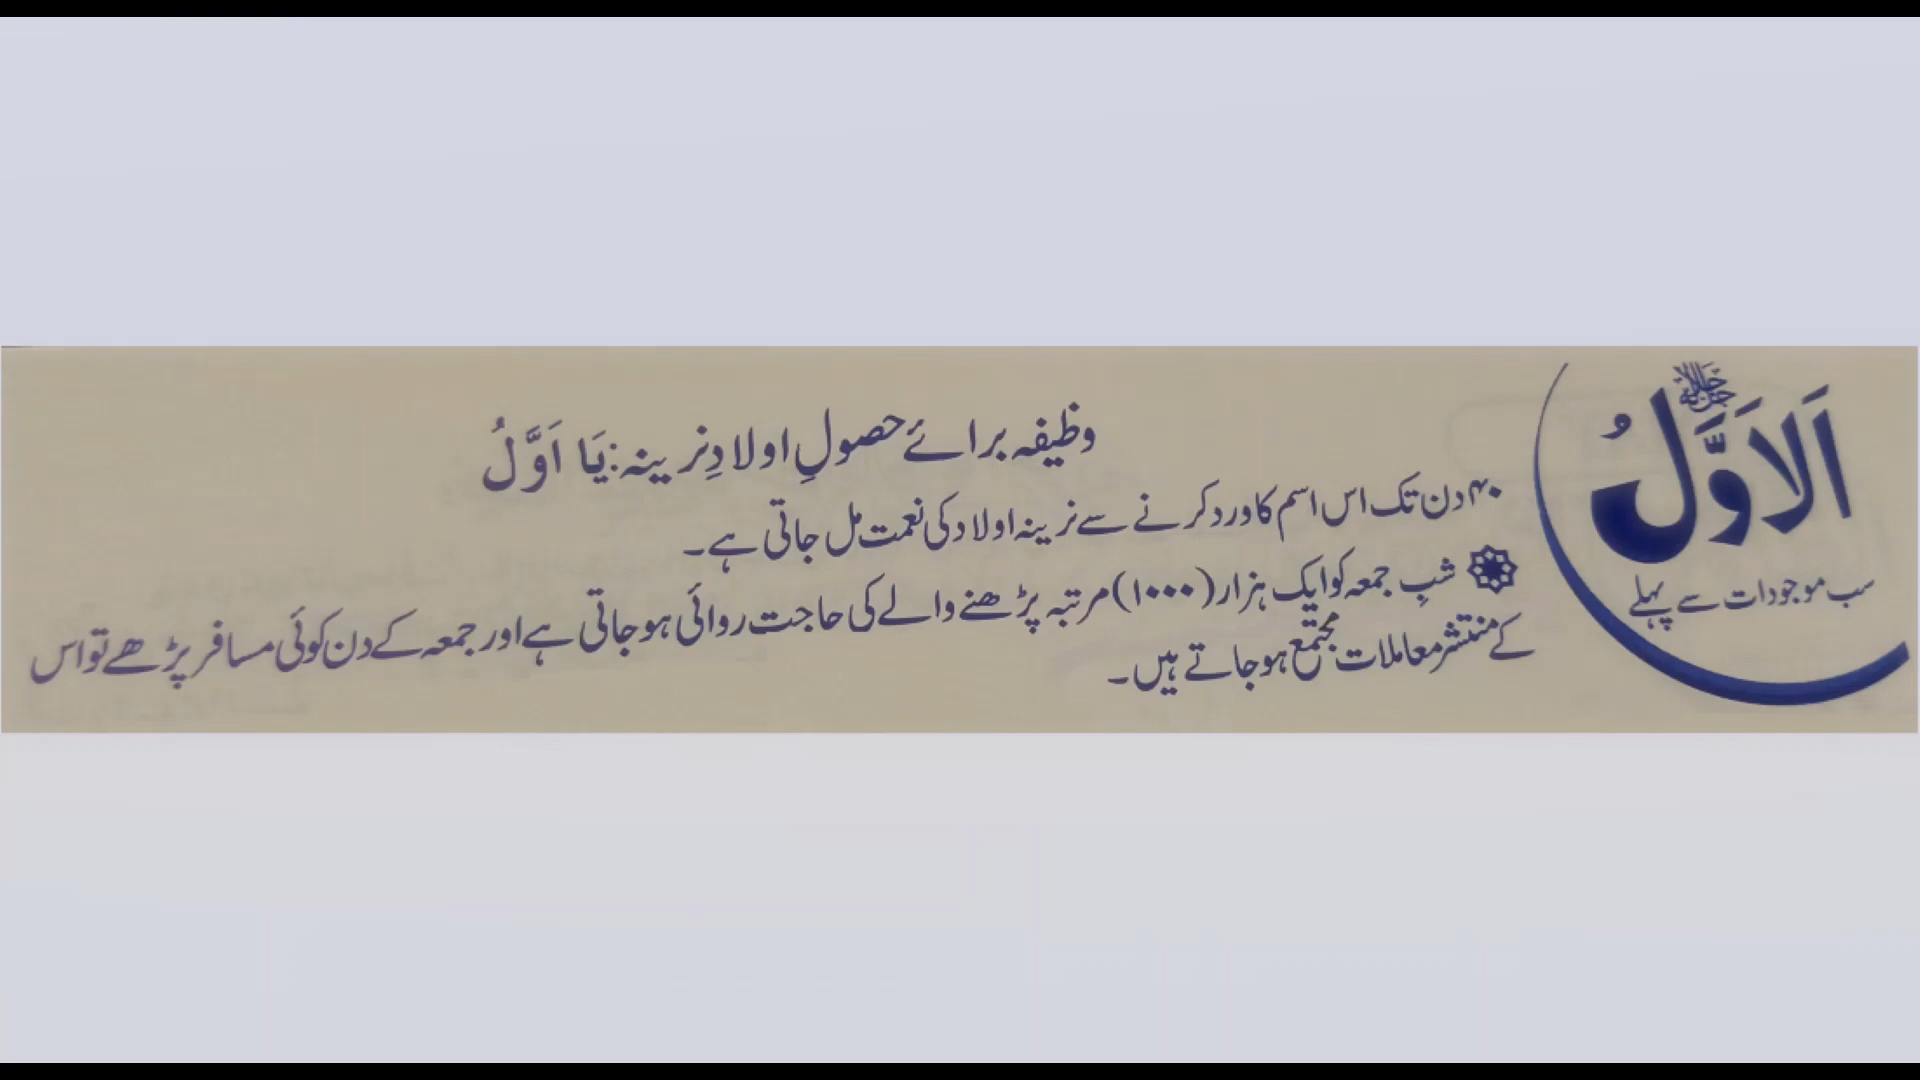 اَلْاَوَّلُ
جل جلالہ
سب موجودات سے پہلے
وظیفہ برائے حصولِ اولادِ نرینہ: یَا اَوَّلُ
۴۰ دن تک اس اسم کا ورد کرنے سے نرینہ اولاد کی نعمت مل جاتی ہے۔
شبِ جمعہ کو ایک ہزار (۱۰۰۰) مرتبہ پڑھنے والے کی حاجت روائی ہو جاتی ہے اور جمعہ کے دن کوئی مسافر پڑھے تو اس
کے منتشر معاملات مجتمع ہو جاتے ہیں۔